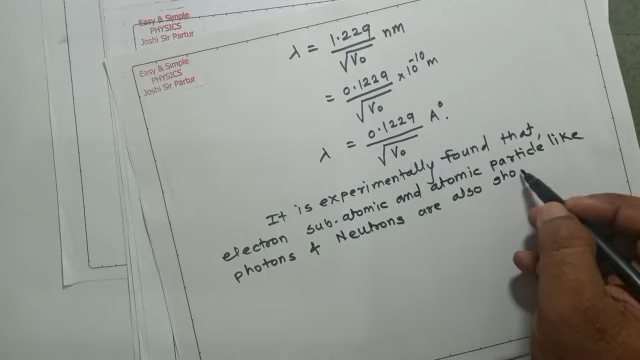 Easy & Simple
PHYSICS
Joshi Sir Partur
Easy & Simple
PHYSICS
Joshi Sir Partur
λ = 1.229 / √V₀ nm
= 0.1229 / √V₀ × 10⁻¹⁰ m
λ = 0.1229 / √V₀ A°.
It is experimentally found that,
electron sub-atomic and atomic particle like
photons & Neutrons are also sho